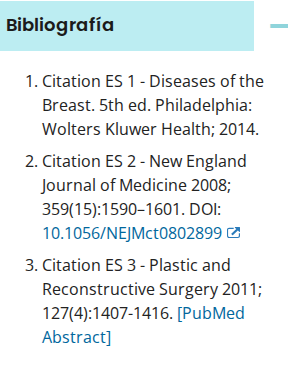 Bibliografía
1. Citation ES 1 - Diseases of the
Breast. 5th ed. Philadelphia:
Wolters Kluwer Health; 2014.
2. Citation ES 2 - New England
Journal of Medicine 2008;
359(15):1590–1601. DOI:
10.1056/NEJMct0802899
3. Citation ES 3 - Plastic and
Reconstructive Surgery 2011;
127(4):1407-1416. [PubMed
Abstract]